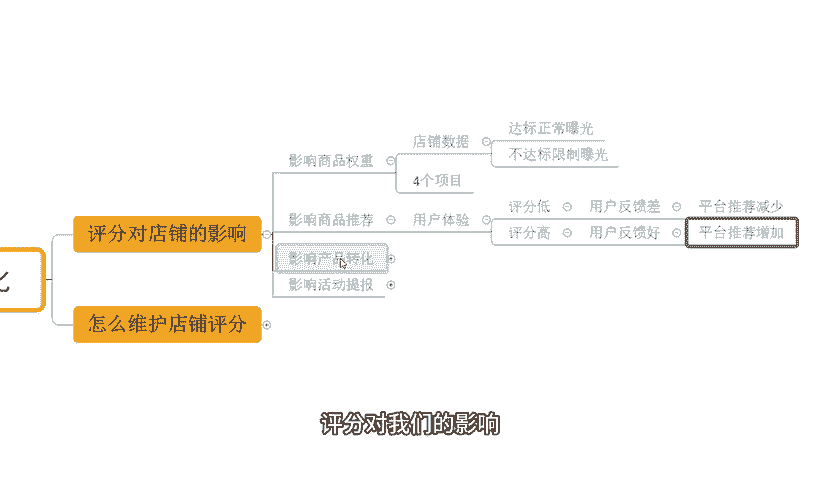 化
评分对店铺的影响
影响商品权重
店铺数据
达标正常曝光
不达标限制曝光
4个项目
影响商品推荐
用户体验
评分低
用户反馈差
平台推荐减少
评分高
用户反馈好
平台推荐增加
影响产品转化
影响活动提报
怎么维护店铺评分
评分对我们的影响